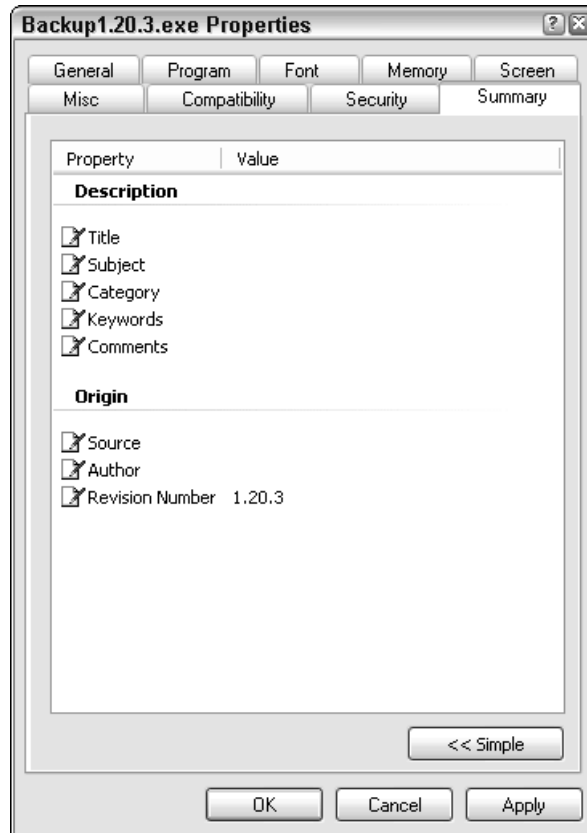 Backup1.20.3.exe Properties
General Program Font Memory Screen
Misc Compatibility Security Summary
Property Value
Description
Title
Subject
Category
Keywords
Comments
Origin
Source
Author
Revision Number 1.20.3
<< Simple
OK Cancel Apply